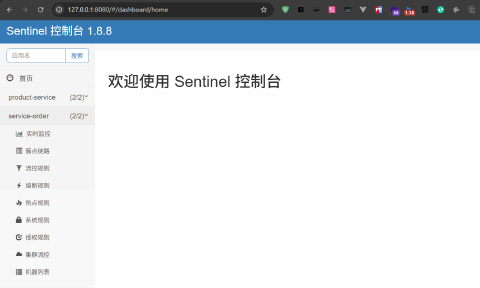 127.0.0.1:8080/#/dashboard/home
Sentinel 控制台 1.8.8
应用名 搜索
首页
欢迎使用 Sentinel 控制台
product-service (2/2)
service-order (2/2)
实时监控
簇点链路
流控规则
熔断规则
热点规则
系统规则
授权规则
集群流控
机器列表